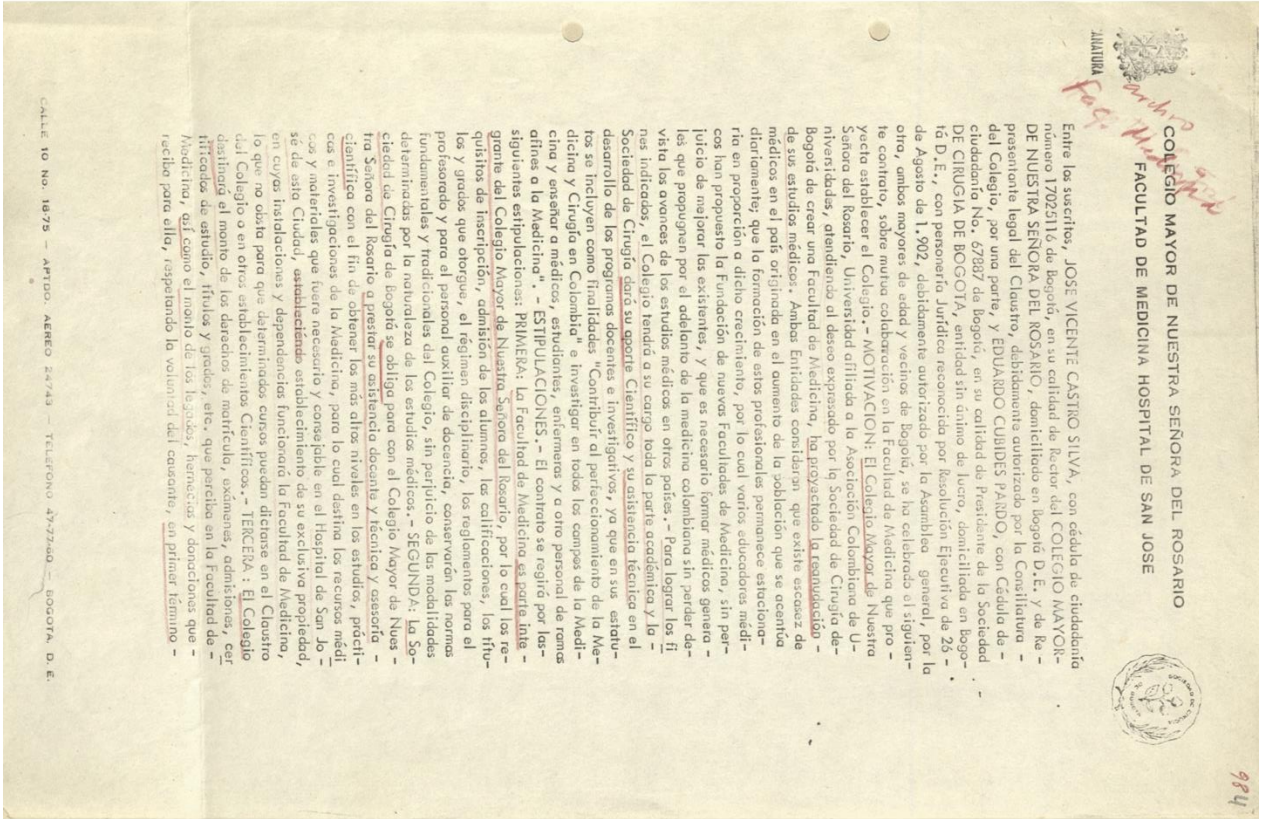 984
archivo
Fac. Medicina
ANATURA
COLEGIO MAYOR DE NUESTRA SEÑORA DEL ROSARIO
FACULTAD DE MEDICINA HOSPITAL DE SAN JOSE
Entre los suscritos, JOSE VICENTE CASTRO SILVA, con cédula de ciudadanía
número 17025116 de Bogotá, en su calidad de Rector del COLEGIO MAYOR-
DE NUESTRA SEÑORA DEL ROSARIO, domiciliado en Bogotá D.E. y de Re -
presentante legal del Claustro, debidamente autorizado por la Consiliatura -
del Colegio, por una parte, y EDUARDO CUBIDES PARDO, con Cédula de -
ciudadanía No. 67887 de Bogotá, en su calidad de Presidente de la Sociedad
DE CIRUGIA DE BOGOTA, entidad sin ánimo de lucro, domiciliada en Bogo-
tá D.E., con personería Jurídica reconocida por Resolución Ejecutiva de 26 -
de Agosto de 1.902, debidamente autorizado por la Asamblea general, por la
otra, ambos mayores de edad y vecinos de Bogotá, se ha celebrado el siguien-
te contrato, sobre mutua colaboración en la Facultad de Medicina que pro -
yecta establecer el Colegio.- MOTIVACION: El Colegio Mayor de Nuestra
Señora del Rosario, Universidad afiliada a la Asociación Colombiana de U-
niversidades, atendiendo al deseo expresado por la Sociedad de Cirugía de-
Bogotá de crear una Facultad de Medicina, ha proyectado la reanudación -
de sus estudios médicos. Ambas Entidades consideran que existe escasez de
médicos en el país originada en el aumento de la población que se acentúa
diariamente; que la formación de estos profesionales permanece estaciona-
ria en proporción a dicho crecimiento, por lo cual varios educadores médi-
cos han propuesto la Fundación de nuevas Facultades de Medicina, sin per-
juicio de mejorar las existentes, y que es necesario formar médicos genera -
les que propugnen por el adelanto de la medicina colombiana sin perder de-
vista los avances de los estudios médicos en otros países.- Para lograr los fi
nes indicados, el Colegio tendrá a su cargo toda la parte académica y la -
Sociedad de Cirugía dará su aporte Científico y su asistencia técnica en el
desarrollo de los programas docentes e investigativos, ya que en sus estatu-
tos se incluyen como finalidades "Contribuir al perfeccionamiento de la Me-
dicina y Cirugía en Colombia" e investigar en todos los campos de la Medi-
cina y enseñar a médicos, estudiantes, enfermeras y a otro personal de ramas
afines a la Medicina". - ESTIPULACIONES.- El contrato se regirá por las-
siguientes estipulaciones: PRIMERA: La Facultad de Medicina es parte inte -
grante del Colegio Mayor de Nuestra Señora del Rosario, por lo cual los re-
quisitos de inscripción, admisión de los alumnos, las calificaciones, los títu-
los y grados que otorgue, el régimen disciplinario, los reglamentos para el
profesorado y para el personal auxiliar de docencia, conservarán las normas
fundamentales y tradicionales del Colegio, sin perjuicio de las modalidades
determinadas por la naturaleza de los estudios médicos.- SEGUNDA: La So-
ciedad de Cirugía de Bogotá se obliga para con el Colegio Mayor de Nues -
tra Señora del Rosario a prestar su asistencia docente y técnica y asesoría -
científica con el fin de obtener los más altos niveles en los estudios, prácti-
cas e investigaciones de la Medicina, para lo cual destina los recursos médi
cos y materiales que fuere necesario y consejable en el Hospital de San Jo -
sé de esta Ciudad, estableciendo establecimiento de su exclusiva propiedad,
en cuyas instalaciones y dependencias funcionará la Facultad de Medicina,
lo que no obsta para que determinados cursos puedan dictarse en el Claustro
del Colegio o en otros establecimientos Científicos.- TERCERA : El Colegio
destinará el monto de los derechos de matrícula, exámenes, admisiones, cer
tificados de estudio, títulos y grados, etc. que perciba en la Facultad de-
Medicina, así como el monto de los legados, herencias y donaciones que -
reciba para ella, respetando la voluntad del causante, en primer término -
CALLE 10 No. 18-75 - APTDO. AEREO 24743 - TELEFONO 47-77-60 - BOGOTA, D. E.